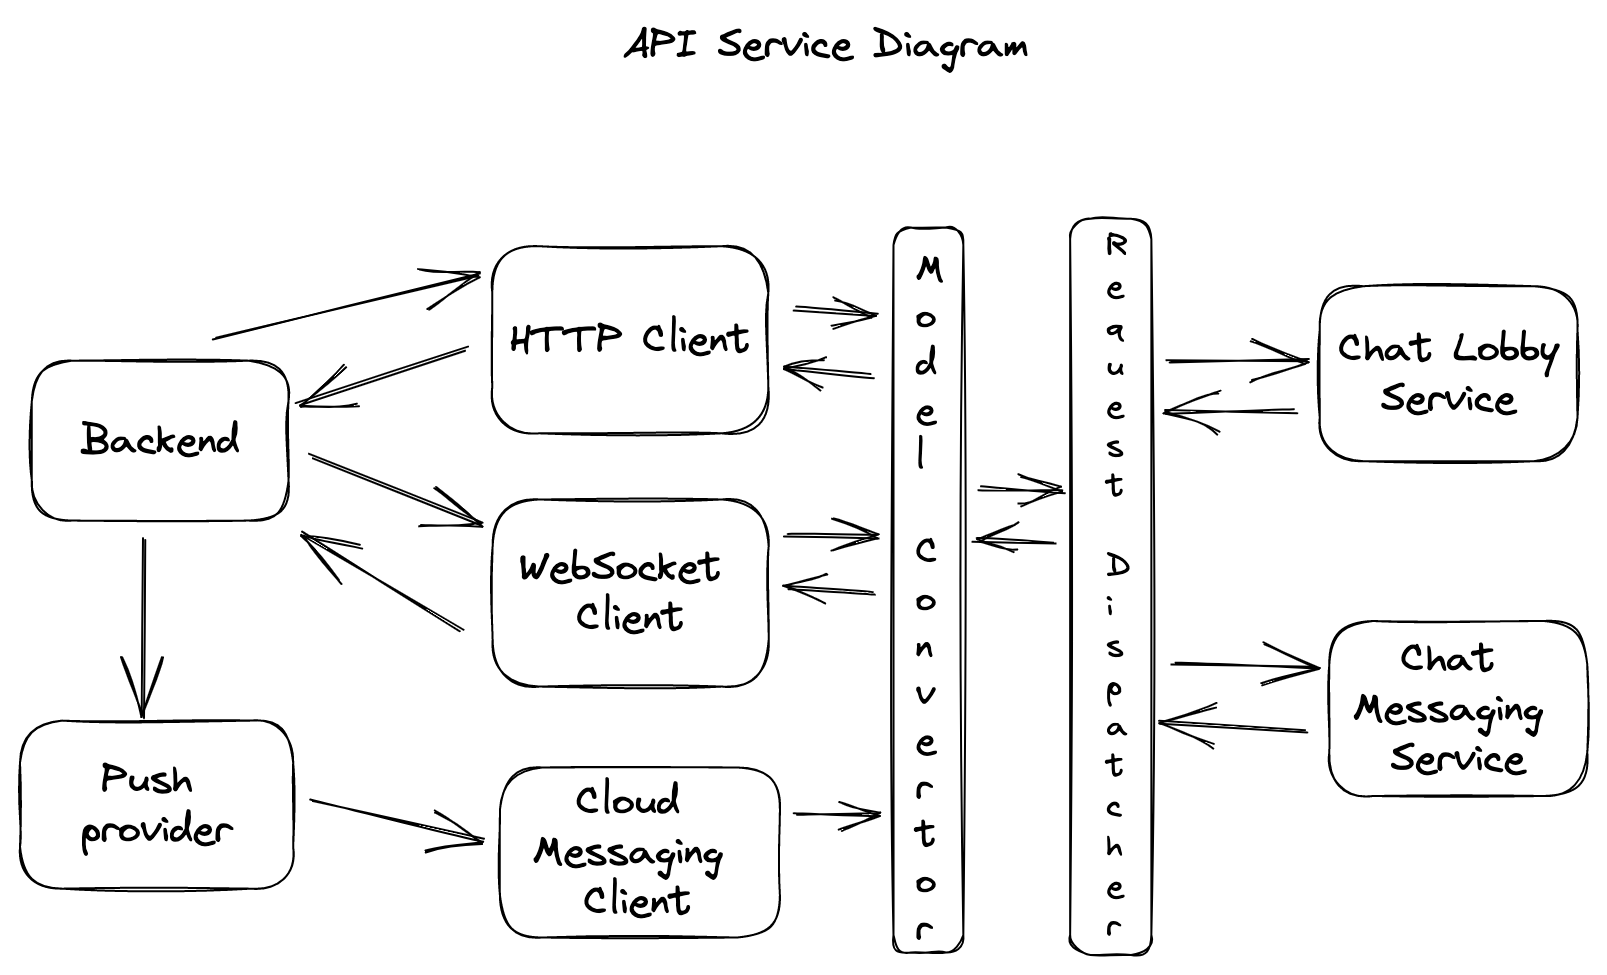 API Service Diagram
HTTP Client
Backend
WebSocket
Client
Push
provider
Cloud
Messaging
Client
Model Convertor
Request Dispatcher
Chat Lobby
Service
Chat
Messaging
Service